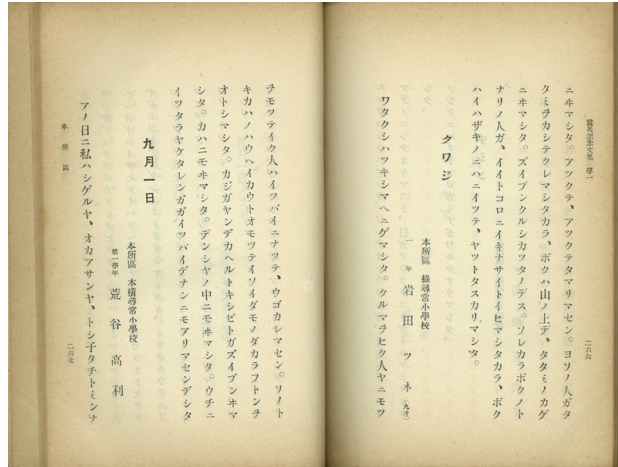 震災記念文集 尋一
ニヰマシタ。アツクテ、アツクテタマリマセン。ヨソノ人ガタ
タミチカシテクレマシタカラ、ボクハ山ノ上デ、タタミノカゲ
ニヰマシタ。ズイブンクルシカツタノデス。ソレカラボクノト
ナリノ人ガ、イイトコロニイキナサイトイヒマシタカラ、ボク
ハイハザキノニハニイツテ、ヤツトタスカリマシタ。
クワジ
本所區 横尋常小學校
一年 岩田ツネ(九才)
ワタクシハツキシマヘニゲマシタ。クルマヲヒク人ヤニモツ
二六六
ヲモツテイク人ハイツパイニナツテ、ウゴカレマセン。ソノト
キカハノハウヘイカウトオモツテイソイダモノダカラフトンヲ
オトシマシタ。カジガヤンデカヘルトキシビトガズイブンヰマ
シタ。カハニモヰマシタ。デンシヤノ中ニモヰマシタ。ウチニ
イツタラヤケタレンガガイツパイデナンニモアリマセンデシタ
九月一日
本所區 本横尋常小學校
第一學年 荒谷高利
アノ日ニ私ハシゲルヤ、オカアサンヤ、トシ子タチトミンナ
本所區
二六七